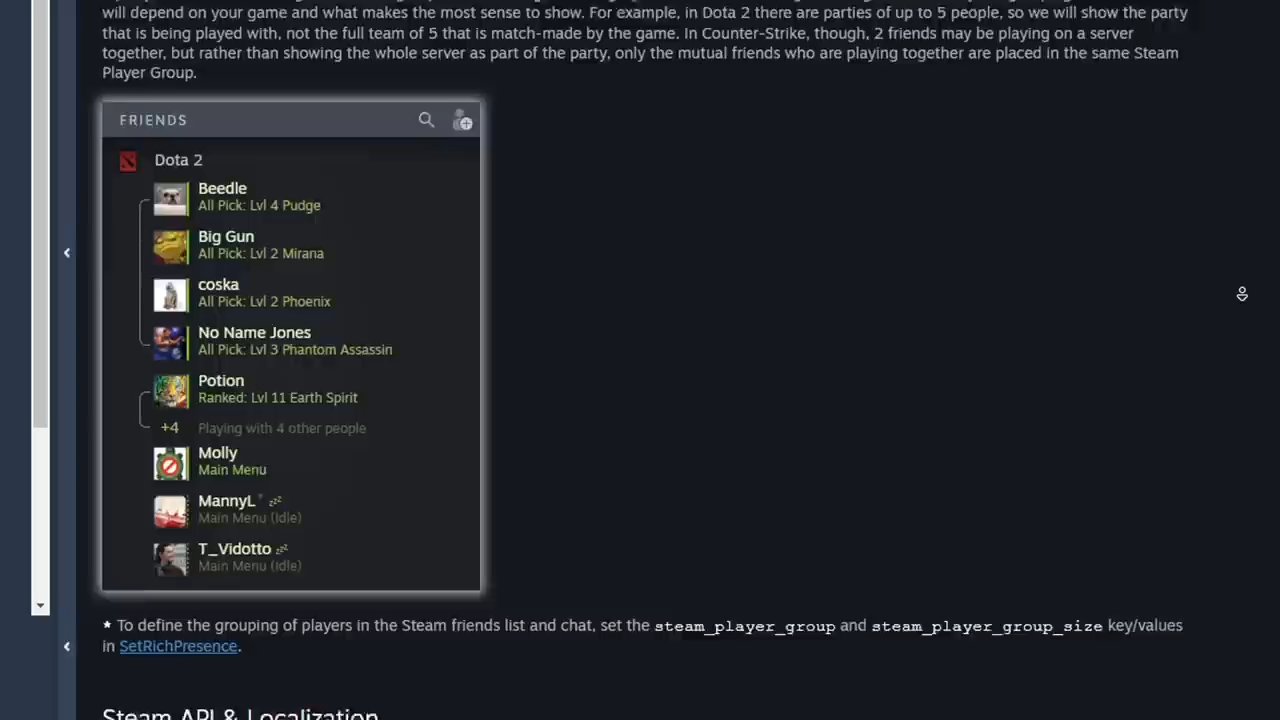 will depend on your game and what makes the most sense to show. For example, in Dota 2 there are parties of up to 5 people, so we will show the party
that is being played with, not the full team of 5 that is match-made by the game. In Counter-Strike, though, 2 friends may be playing on a server
together, but rather than showing the whole server as part of the party, only the mutual friends who are playing together are placed in the same Steam
Player Group.
FRIENDS
Dota 2
Beedle
All Pick: Lvl 4 Pudge
Big Gun
All Pick: Lvl 2 Mirana
coska
All Pick: Lvl 2 Phoenix
No Name Jones
All Pick: Lvl 3 Phantom Assassin
Potion
Ranked: Lvl 11 Earth Spirit
+4 Playing with 4 other people
Molly
Main Menu
MannyL * zzz
Main Menu (Idle)
T_Vidotto zzz
Main Menu (Idle)
★ To define the grouping of players in the Steam friends list and chat, set the steam_player_group and steam_player_group_size key/values
in SetRichPresence.
Steam API & Localization